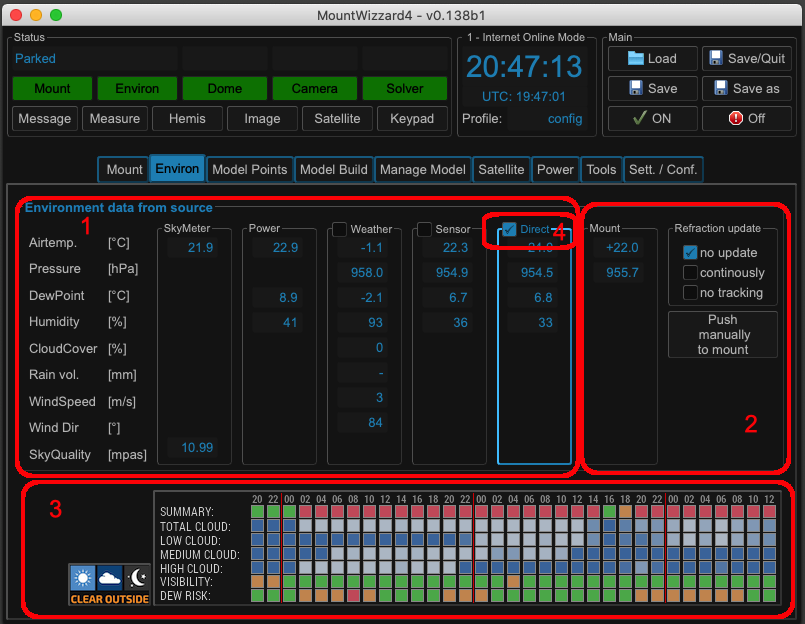 MountWizzard4 - v0.138b1
Status
1 - Internet Online Mode
Main
Parked
20:47:13
Load
Save/Quit
Mount
Environ
Dome
Camera
Solver
UTC: 19:47:01
Save
Save as
Message
Measure
Hemis
Image
Satellite
Keypad
Profile:
config
ON
Off
Mount
Environ
Model Points
Model Build
Manage Model
Satellite
Power
Tools
Sett. / Conf.
Environment data from source
1
SkyMeter
Power
Weather
Sensor
Direct
4
Mount
Refraction update
Airtemp. [°C] 21.9 22.9 -1.1 22.3 +22.0
Pressure [hPa] 958.0 954.9 954.5 955.7
DewPoint [°C] 8.9 -2.1 6.7 6.8
Humidity [%] 41 93 36 33
CloudCover [%] 0
Rain vol. [mm] -
WindSpeed [m/s] 3
Wind Dir [°] 84
SkyQuality [mpas] 10.99
no update
continously
no tracking
Push
manually
to mount
2
3
20 22 00 02 04 06 08 10 12 14 16 18 20 22 00 02 04 06 08 10 12 14 16 18 20 22 00 02 04 06 08 10 12
SUMMARY:
TOTAL CLOUD:
LOW CLOUD:
MEDIUM CLOUD:
HIGH CLOUD:
VISIBILITY:
DEW RISK:
CLEAR OUTSIDE